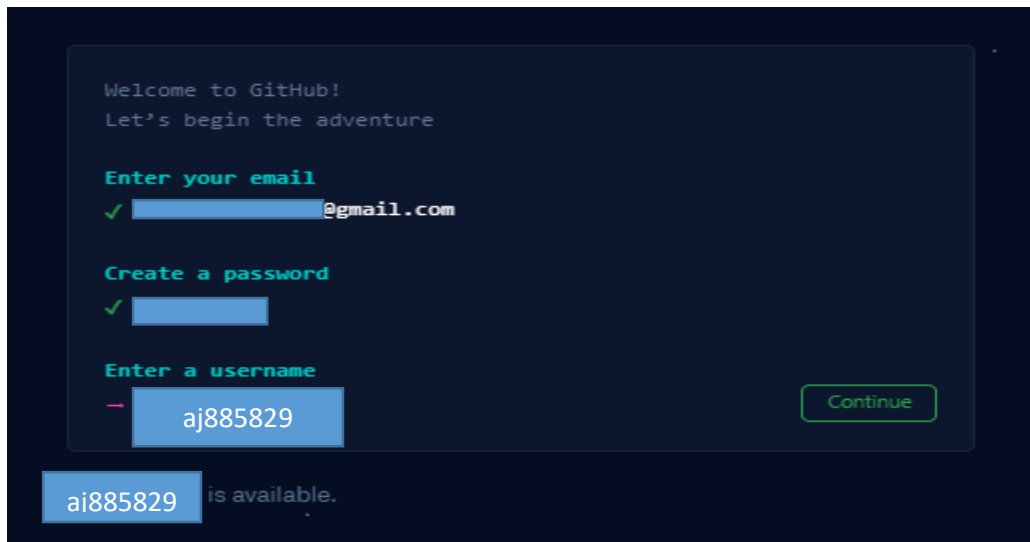 Welcome to GitHub!
Let’s begin the adventure
Enter your email
✓ @gmail.com
Create a password
✓
Enter a username
→ aj885829
Continue
aj885829 is available.